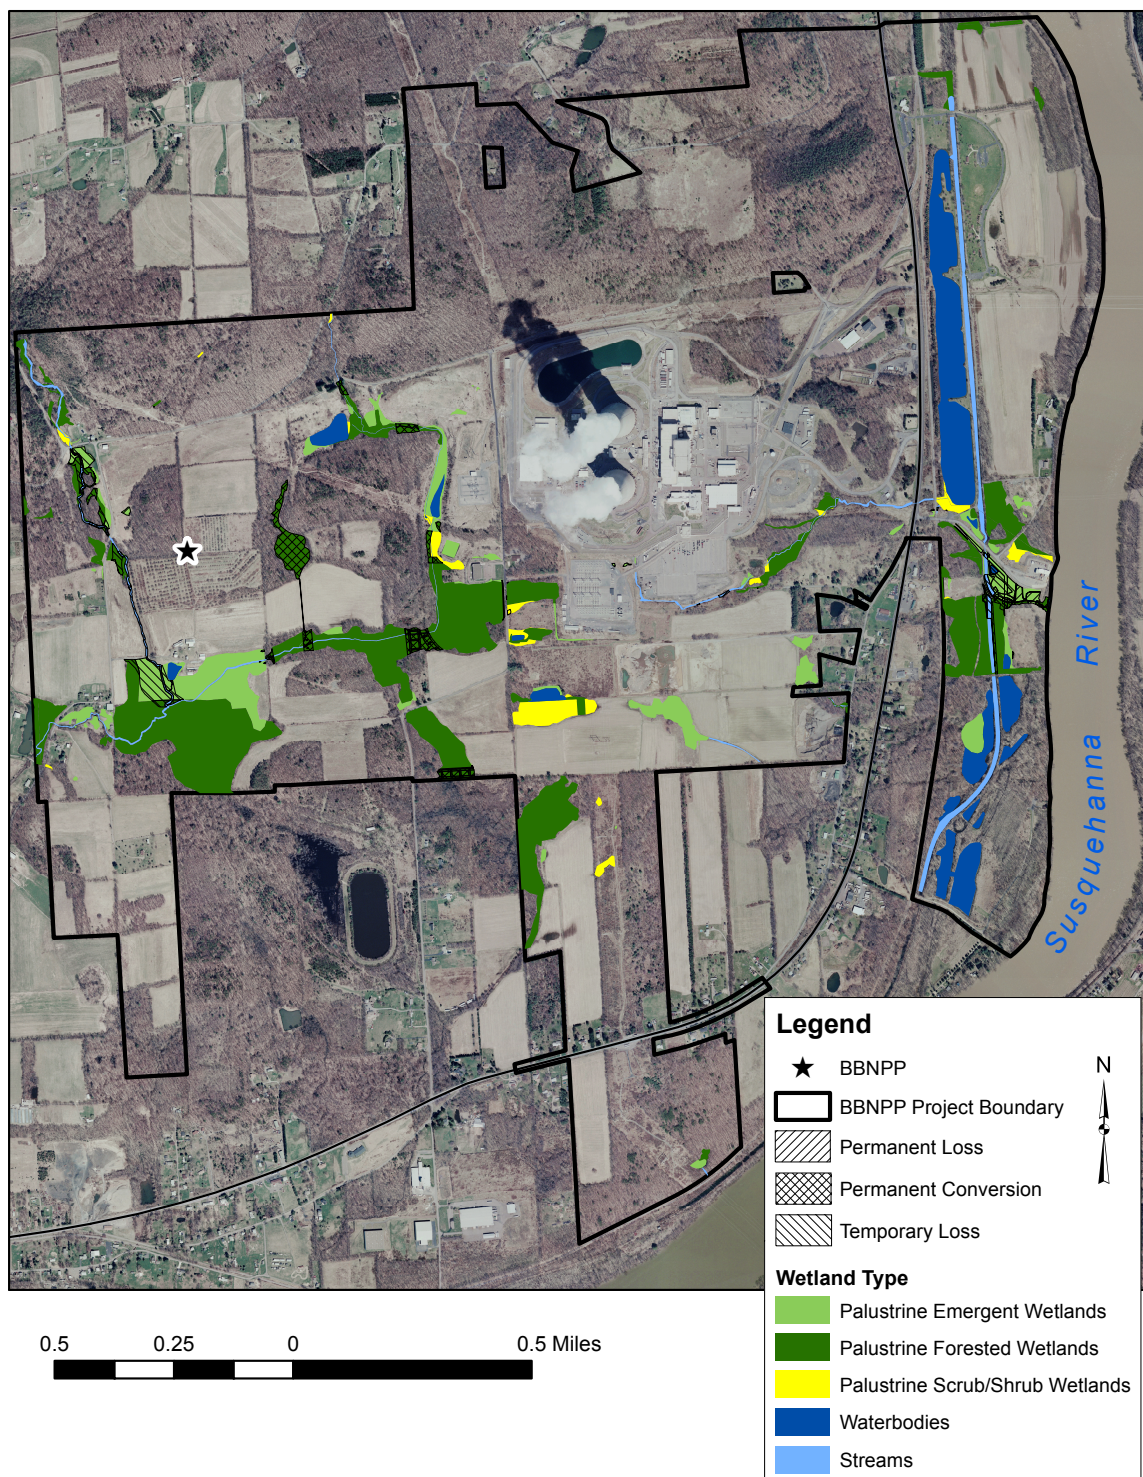 Susquehanna River
Legend
N
BBNPP
BBNPP Project Boundary
Permanent Loss
Permanent Conversion
Temporary Loss
Wetland Type
Palustrine Emergent Wetlands
Palustrine Forested Wetlands
Palustrine Scrub/Shrub Wetlands
Waterbodies
Streams
0.5 0.25 0 0.5 Miles